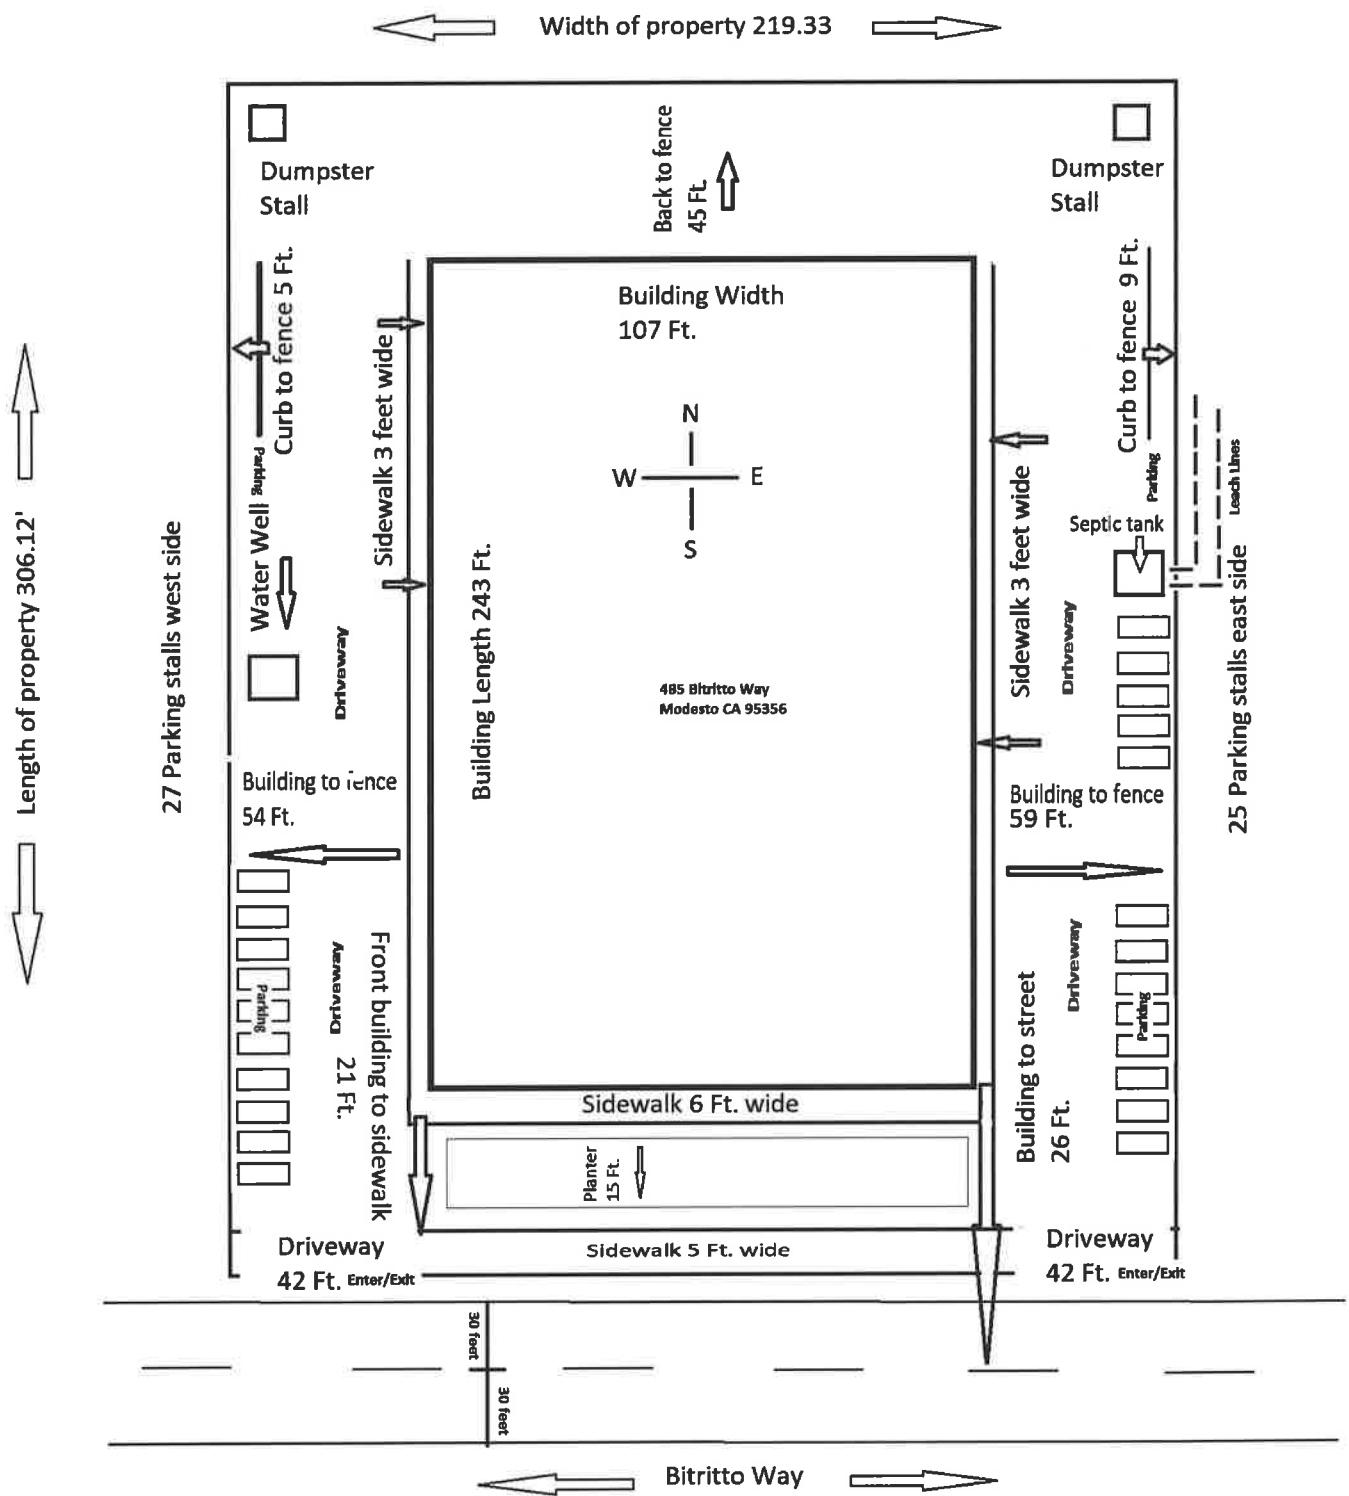 Width of property 219.33
Dumpster
Stall
Back to fence
45 Ft.
Dumpster
Stall
Curb to fence 5 Ft.
Curb to fence 9 Ft.
Building Width
107 Ft.
Sidewalk 3 feet wide
N
W E
S
Parking
Water Well
Parking
Leach Lines
Septic tank
Sidewalk 3 feet wide
Length of property 306.12'
27 Parking stalls west side
Driveway
Building Length 243 Ft.
485 Bitritto Way
Modesto CA 95356
Driveway
25 Parking stalls east side
Building to fence
54 Ft.
Building to fence
59 Ft.
Parking
Driveway
Front building to sidewalk
21 Ft.
Driveway
Parking
Building to street
26 Ft.
Sidewalk 6 Ft. wide
Planter
15 Ft.
Driveway
42 Ft. Enter/Exit
Sidewalk 5 Ft. wide
Driveway
42 Ft. Enter/Exit
30 feet
30 feet
Bitritto Way